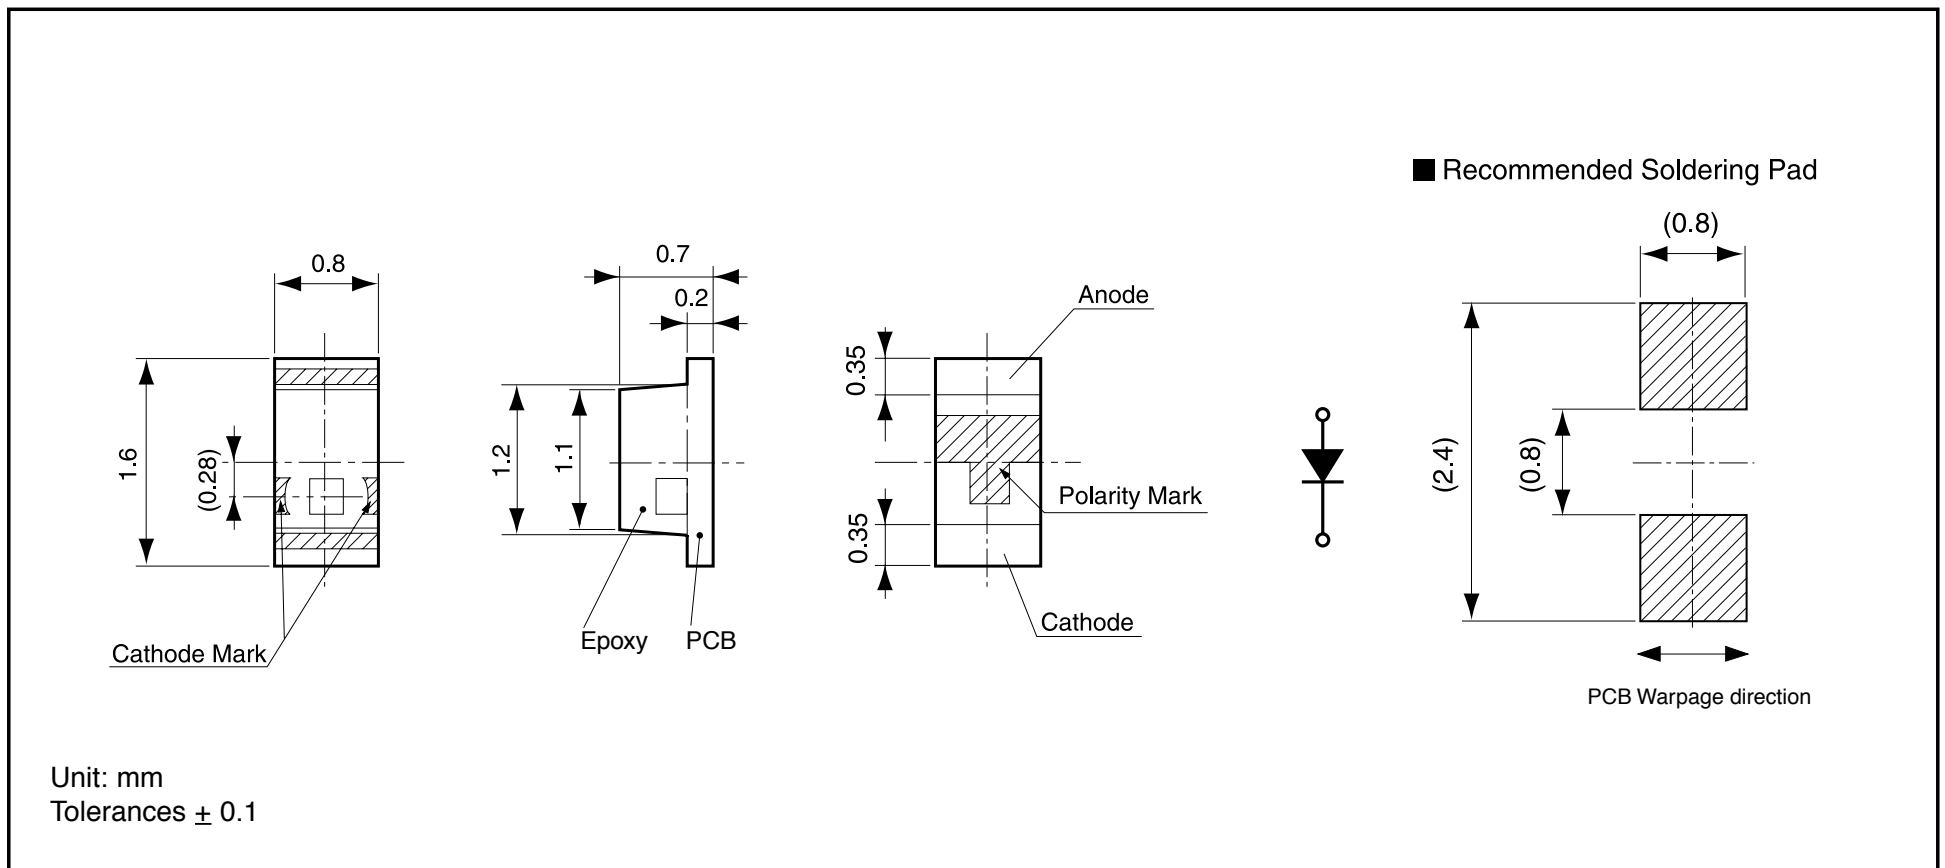 ■ Recommended Soldering Pad
(0.8)
0.8
0.7
0.2
Anode
0.35
1.6
(0.28)
1.2
1.1
(2.4)
(0.8)
Polarity Mark
0.35
Cathode
Epoxy
PCB
Cathode Mark
PCB Warpage direction
Unit: mm
Tolerances ± 0.1